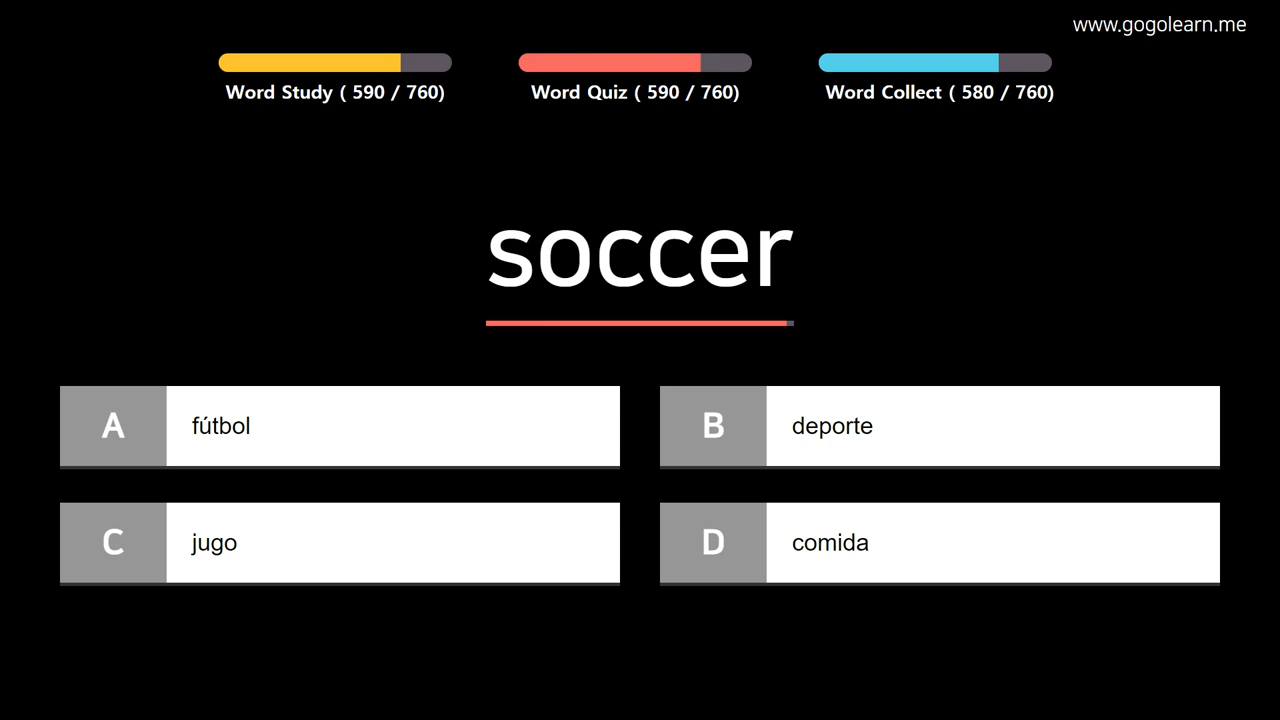 www.gogolearn.me
Word Study ( 590 / 760)
Word Quiz ( 590 / 760)
Word Collect ( 580 / 760)
soccer
A fútbol
B deporte
C jugo
D comida